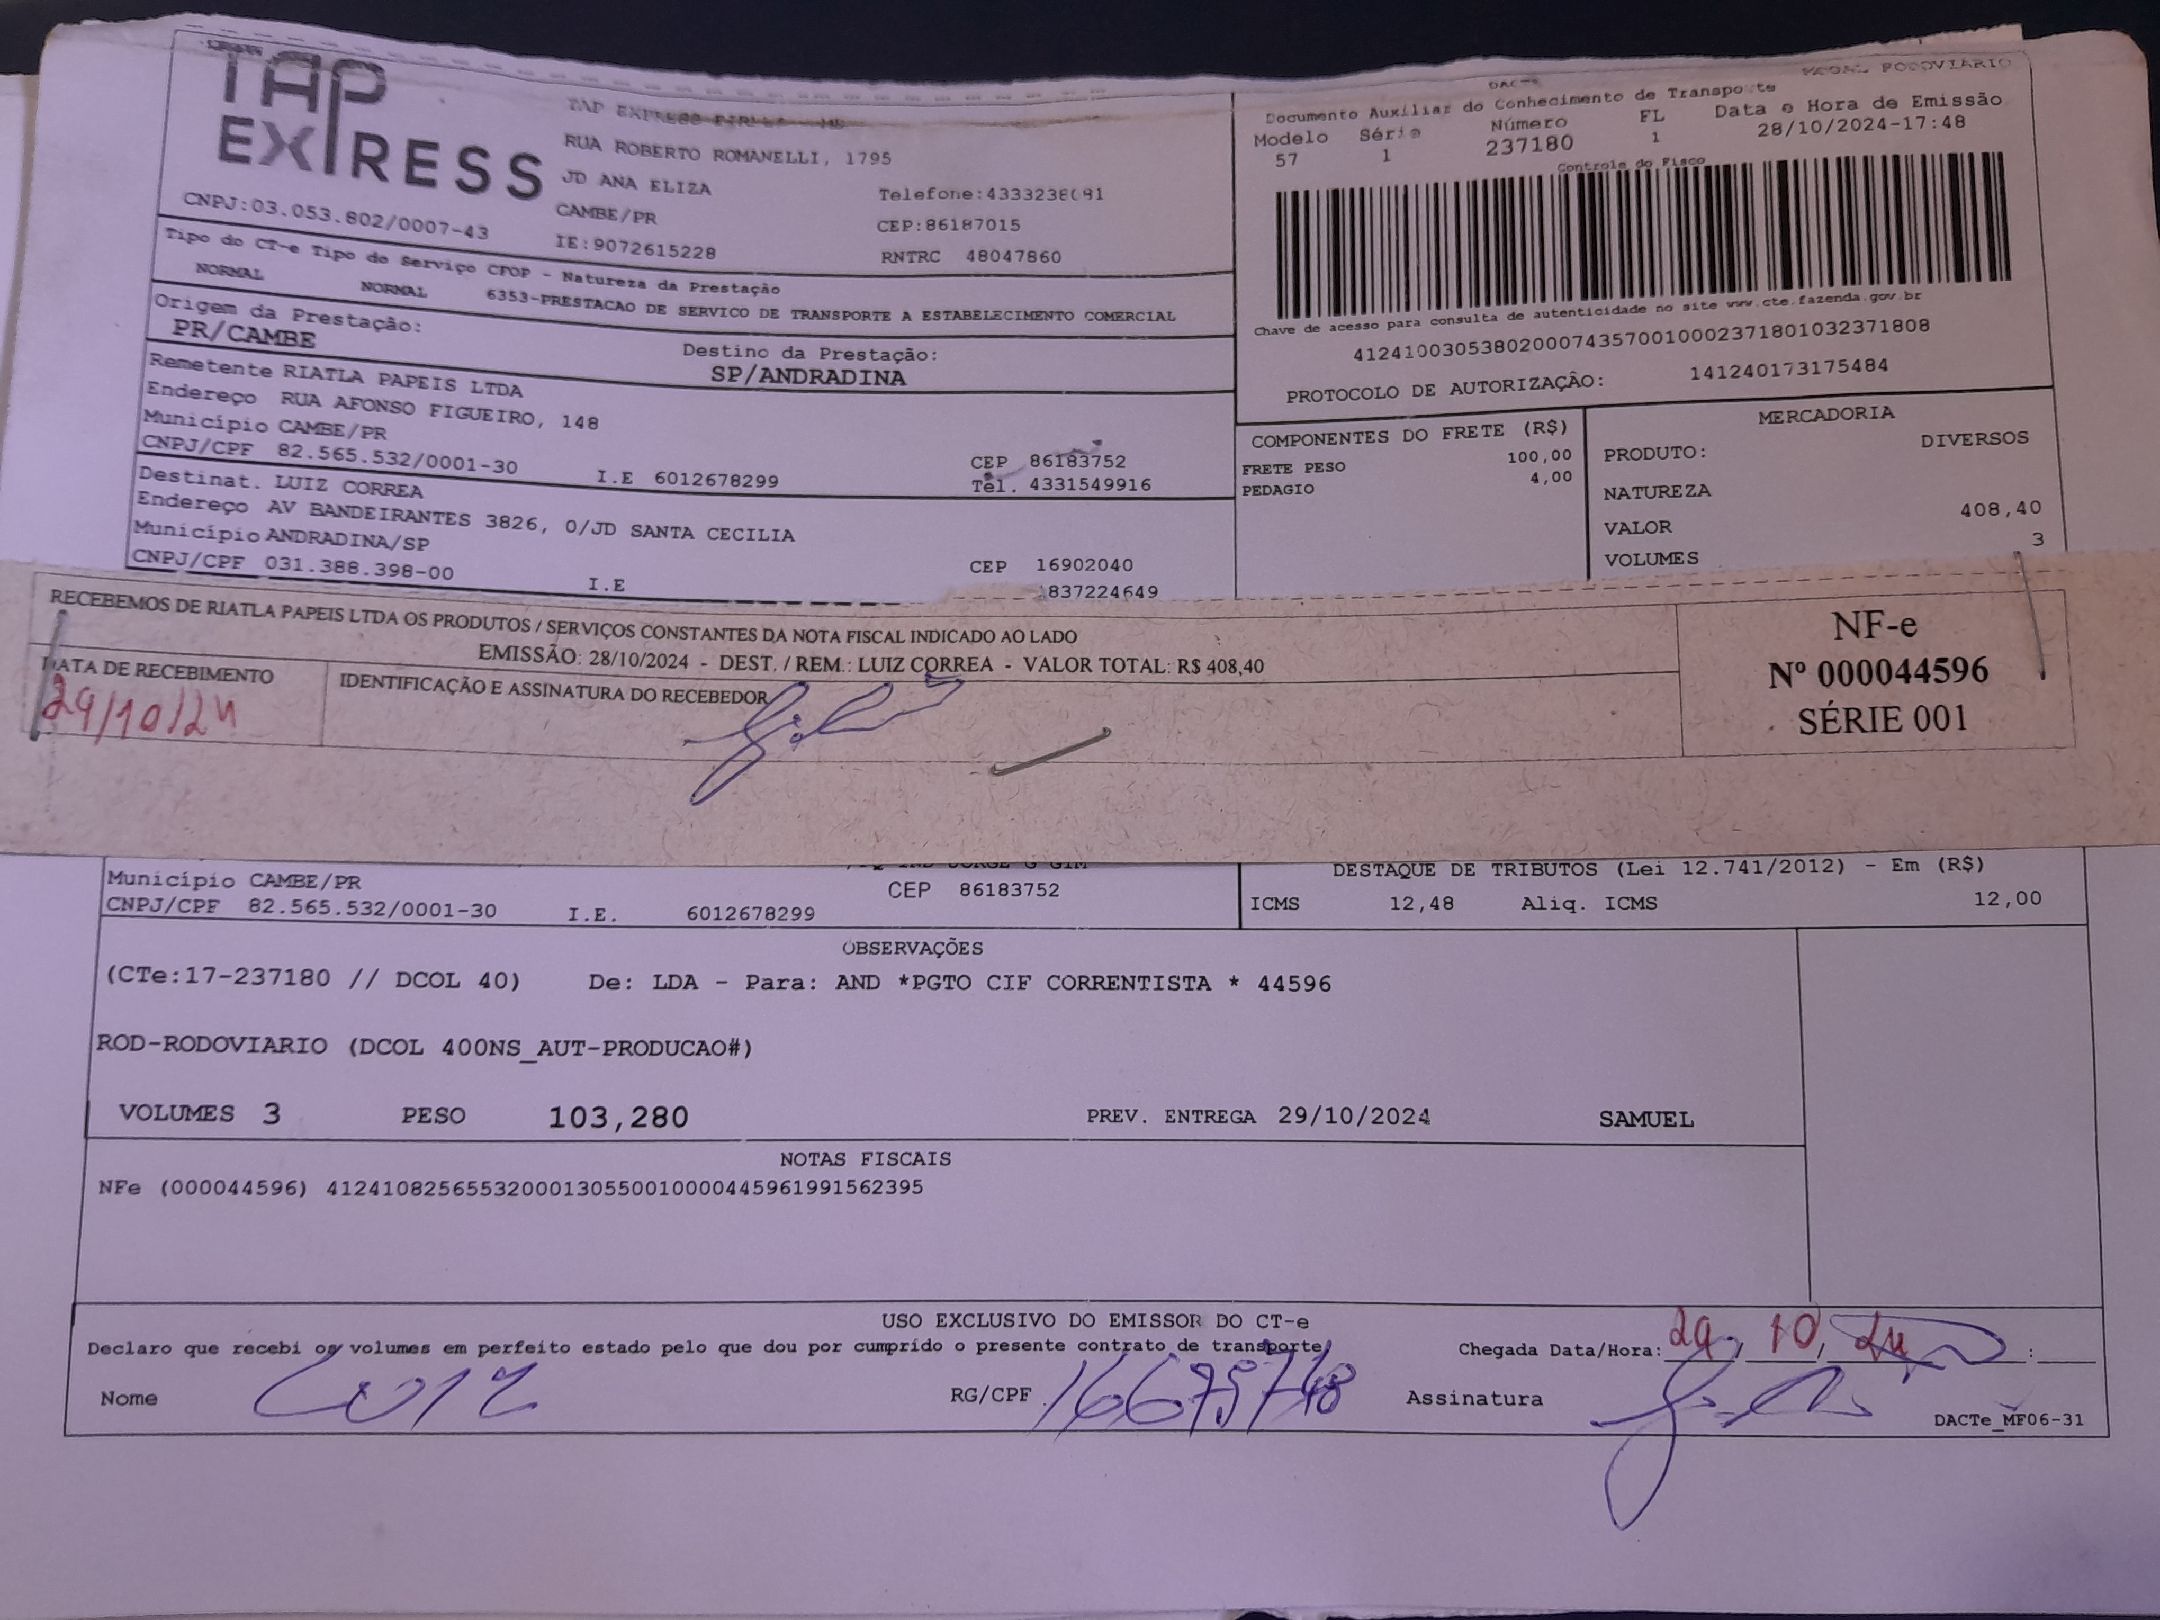 TAP
EXPRESS
RUA ROBERTO ROMANELLI, 1795
JD ANA ELIZA
CAMBE/PR
CNPJ:03.053.802/0007-43
IE:9072615228
CEP:86187015
RNTRC 48047860
Tipo do CT-e Tipo do Serviço CFOP - Natureza da Prestação
NORMAL NORMAL 6353-PRESTACAO DE SERVICO DE TRANSPORTE A ESTABELECIMENTO COMERCIAL
Origem da Prestação:
PR/CAMBE
Destino da Prestação:
SP/ANDRADINA
Remetente RIATLA PAPEIS LTDA
Endereço RUA AFONSO FIGUEIRO, 148
Município CAMBE/PR CEP 86183752
CNPJ/CPF 82.565.532/0001-30 I.E 6012678299 Tel. 4331549916
Destinat. LUIZ CORREA
Endereço AV BANDEIRANTES 3826, 0/JD SANTA CECILIA
Município ANDRADINA/SP CEP 16902040
CNPJ/CPF 031.388.398-00 I.E 1837224649
MODAL RODOVIARIO
Documento Auxiliar do Conhecimento de Transporte
Modelo Série Número FL Data e Hora de Emissão
57 1 237180 1 28/10/2024-17:48
Controle do Fisco
Chave de acesso para consulta de autenticidade no site www.cte.fazenda.gov.br
41241003053802000743570010002371801032371808
PROTOCOLO DE AUTORIZAÇÃO: 141240173175484
COMPONENTES DO FRETE (R$)
FRETE PESO 100,00
PEDAGIO 4,00
MERCADORIA
PRODUTO: DIVERSOS
NATUREZA
VALOR 408,40
VOLUMES 3
RECEBEMOS DE RIATLA PAPEIS LTDA OS PRODUTOS / SERVIÇOS CONSTANTES DA NOTA FISCAL INDICADO AO LADO
EMISSÃO: 28/10/2024 - DEST. / REM.: LUIZ CORREA - VALOR TOTAL: R$ 408,40
DATA DE RECEBIMENTO
29/10/24
IDENTIFICAÇÃO E ASSINATURA DO RECEBEDOR
NF-e
Nº 000044596
SÉRIE 001
Município CAMBE/PR CEP 86183752
CNPJ/CPF 82.565.532/0001-30 I.E. 6012678299
DESTAQUE DE TRIBUTOS (Lei 12.741/2012) - Em (R$)
ICMS 12,48 Aliq. ICMS 12,00
OBSERVAÇÕES
(CTe:17-237180 // DCOL 40) De: LDA - Para: AND *PGTO CIF CORRENTISTA * 44596
ROD-RODOVIARIO (DCOL 400NS_AUT-PRODUCAO#)
VOLUMES 3 PESO 103,280 PREV. ENTREGA 29/10/2024 SAMUEL
NOTAS FISCAIS
NFe (000044596) 41241082565532000130550010000445961991562395
USO EXCLUSIVO DO EMISSOR DO CT-e
Declaro que recebi os volumes em perfeito estado pelo que dou por cumprido o presente contrato de transporte
Chegada Data/Hora: 29, 10, 24 :
Nome LUIZ RG/CPF 16675748 Assinatura
DACTe_MF06-31